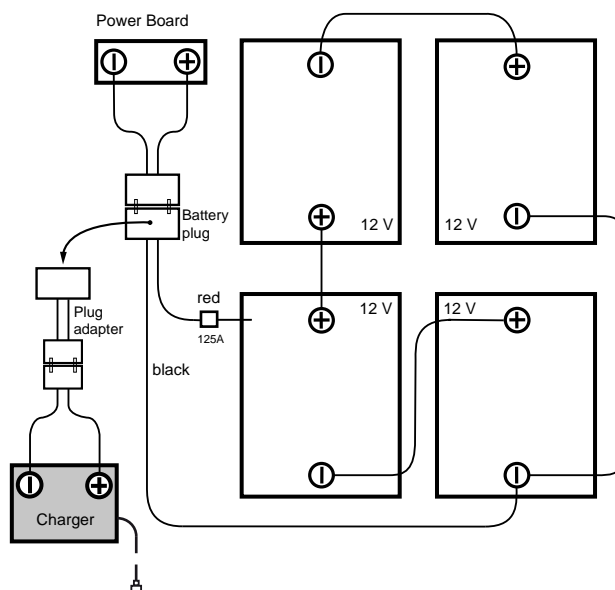 Power Board
12 V
12 V
Battery
plug
red
125A
12 V
12 V
Plug
adapter
black
Charger